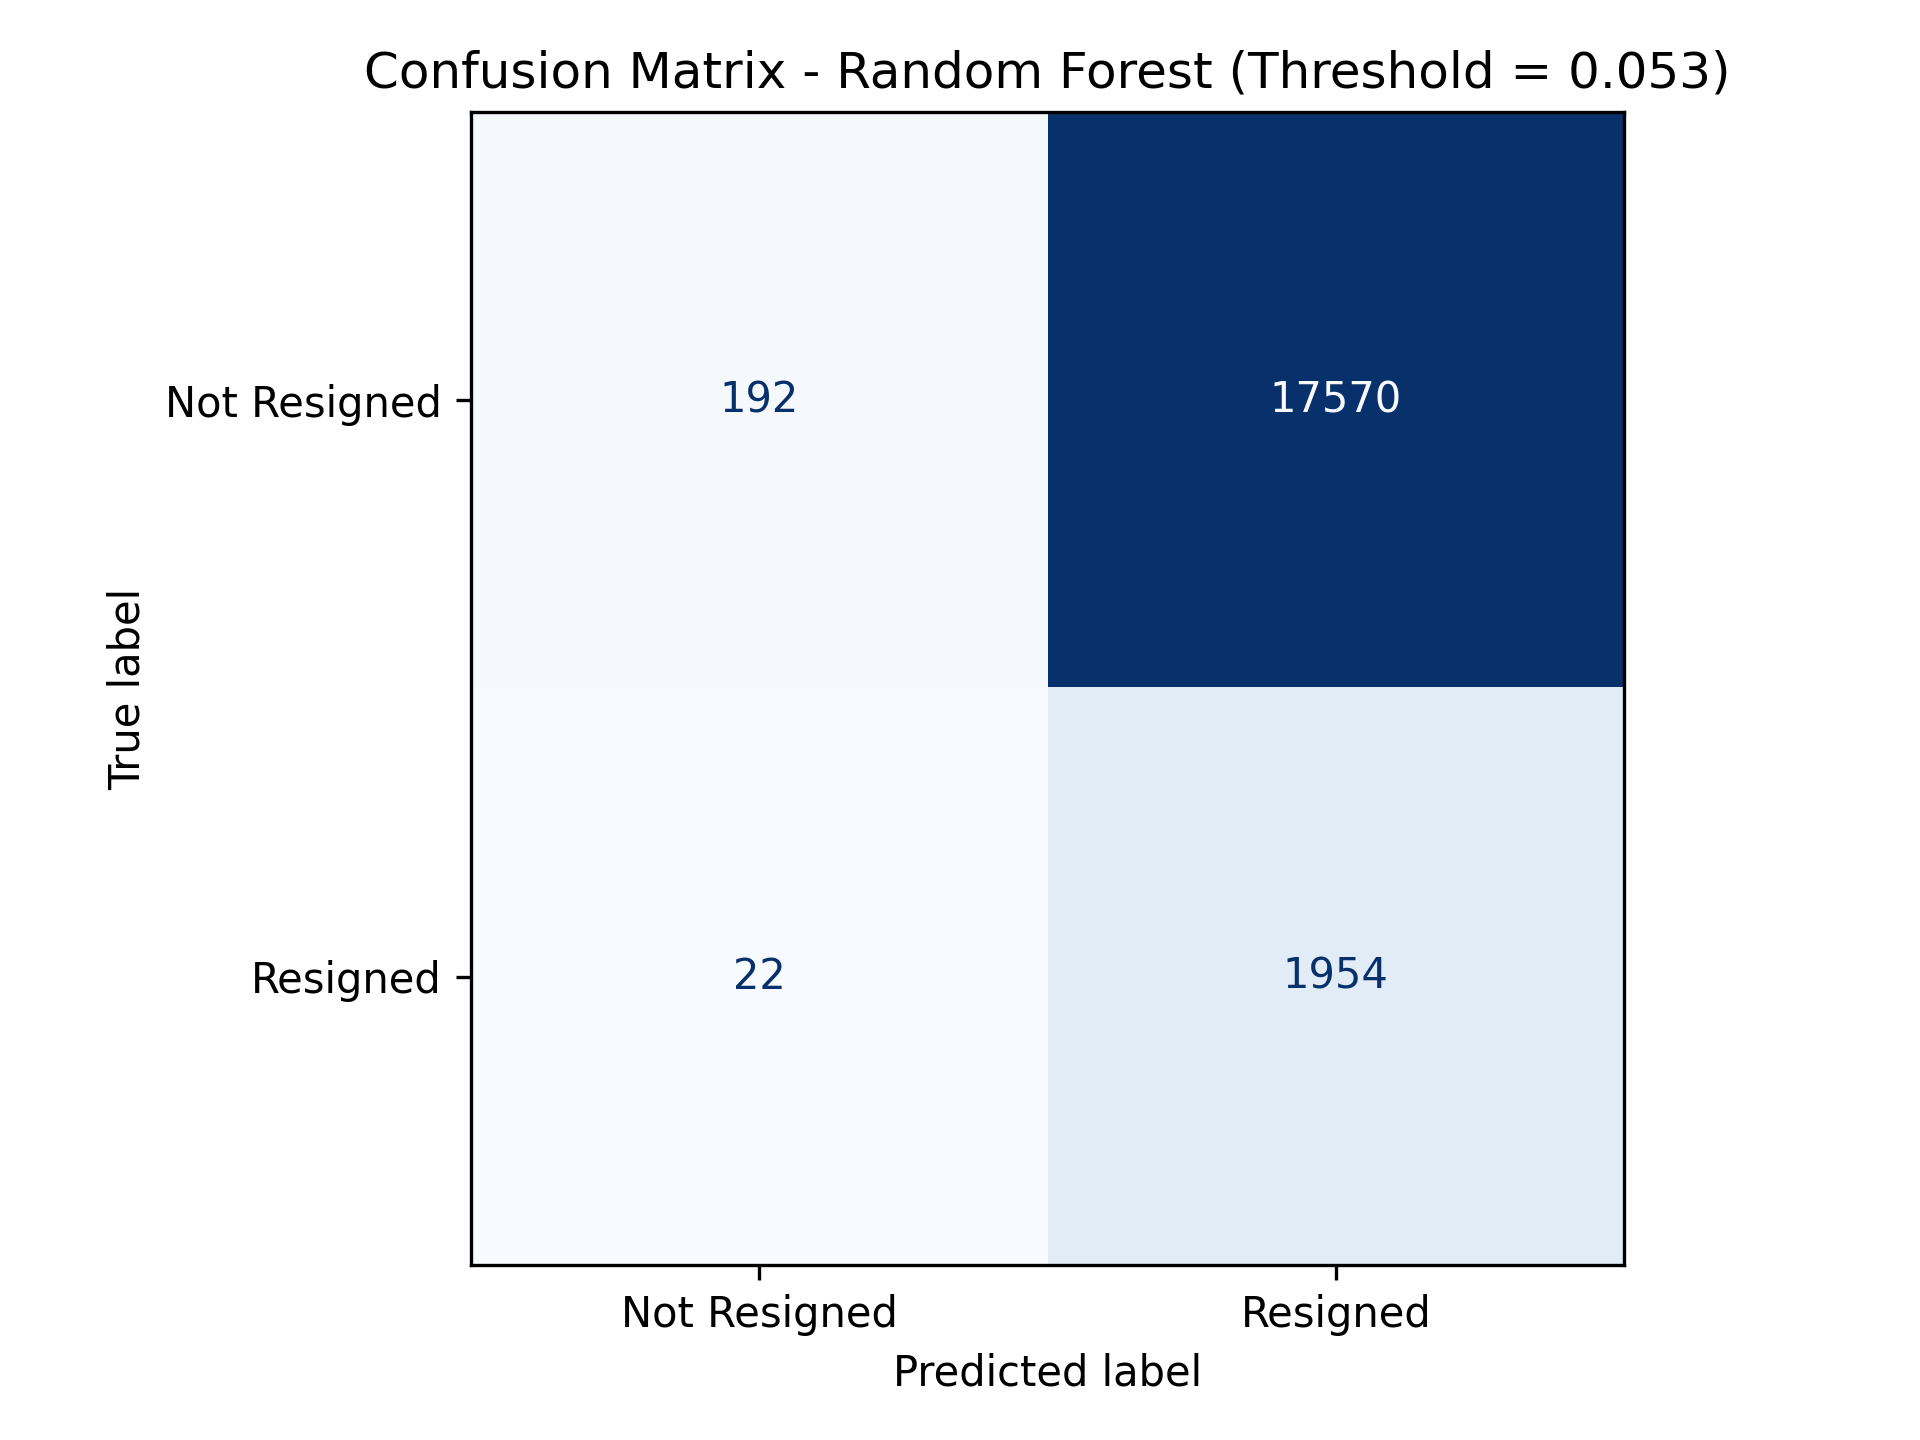 Confusion Matrix - Random Forest (Threshold = 0.053)
Not Resigned
192
17570
True label
Resigned
22
1954
Not Resigned
Resigned
Predicted label